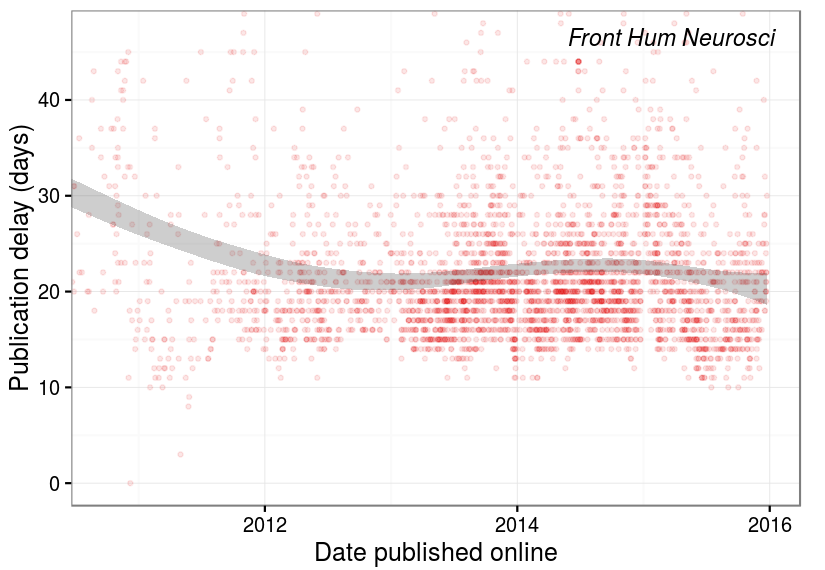 Front Hum Neurosci
Publication delay (days)
40
30
20
10
0
2012 2014 2016
Date published online